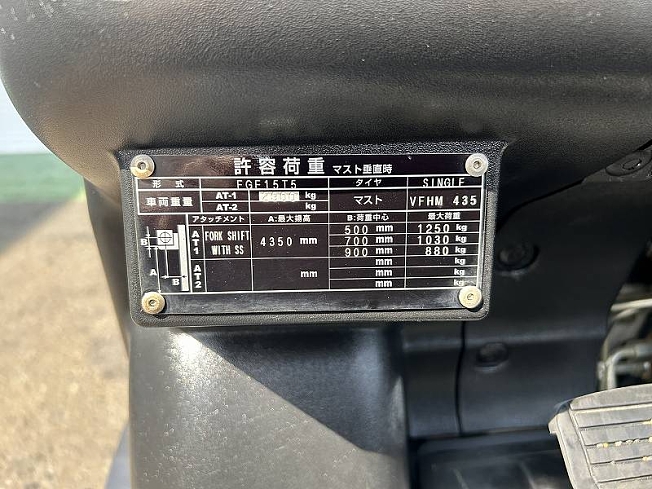 許容荷重 マスト垂直時
形式 FGE15T5 タイヤ SINGLE
車両重量 AT-1 kg マスト VFHM 435
AT-2 kg
アタッチメント A:最大揚高 B:荷重中心 最大荷重
AT1 FORK SHIFT WITH SS 4350 mm 500 mm 1250 kg
700 mm 1030 kg
900 mm 880 kg
AT2 mm mm kg
mm kg
B
A B